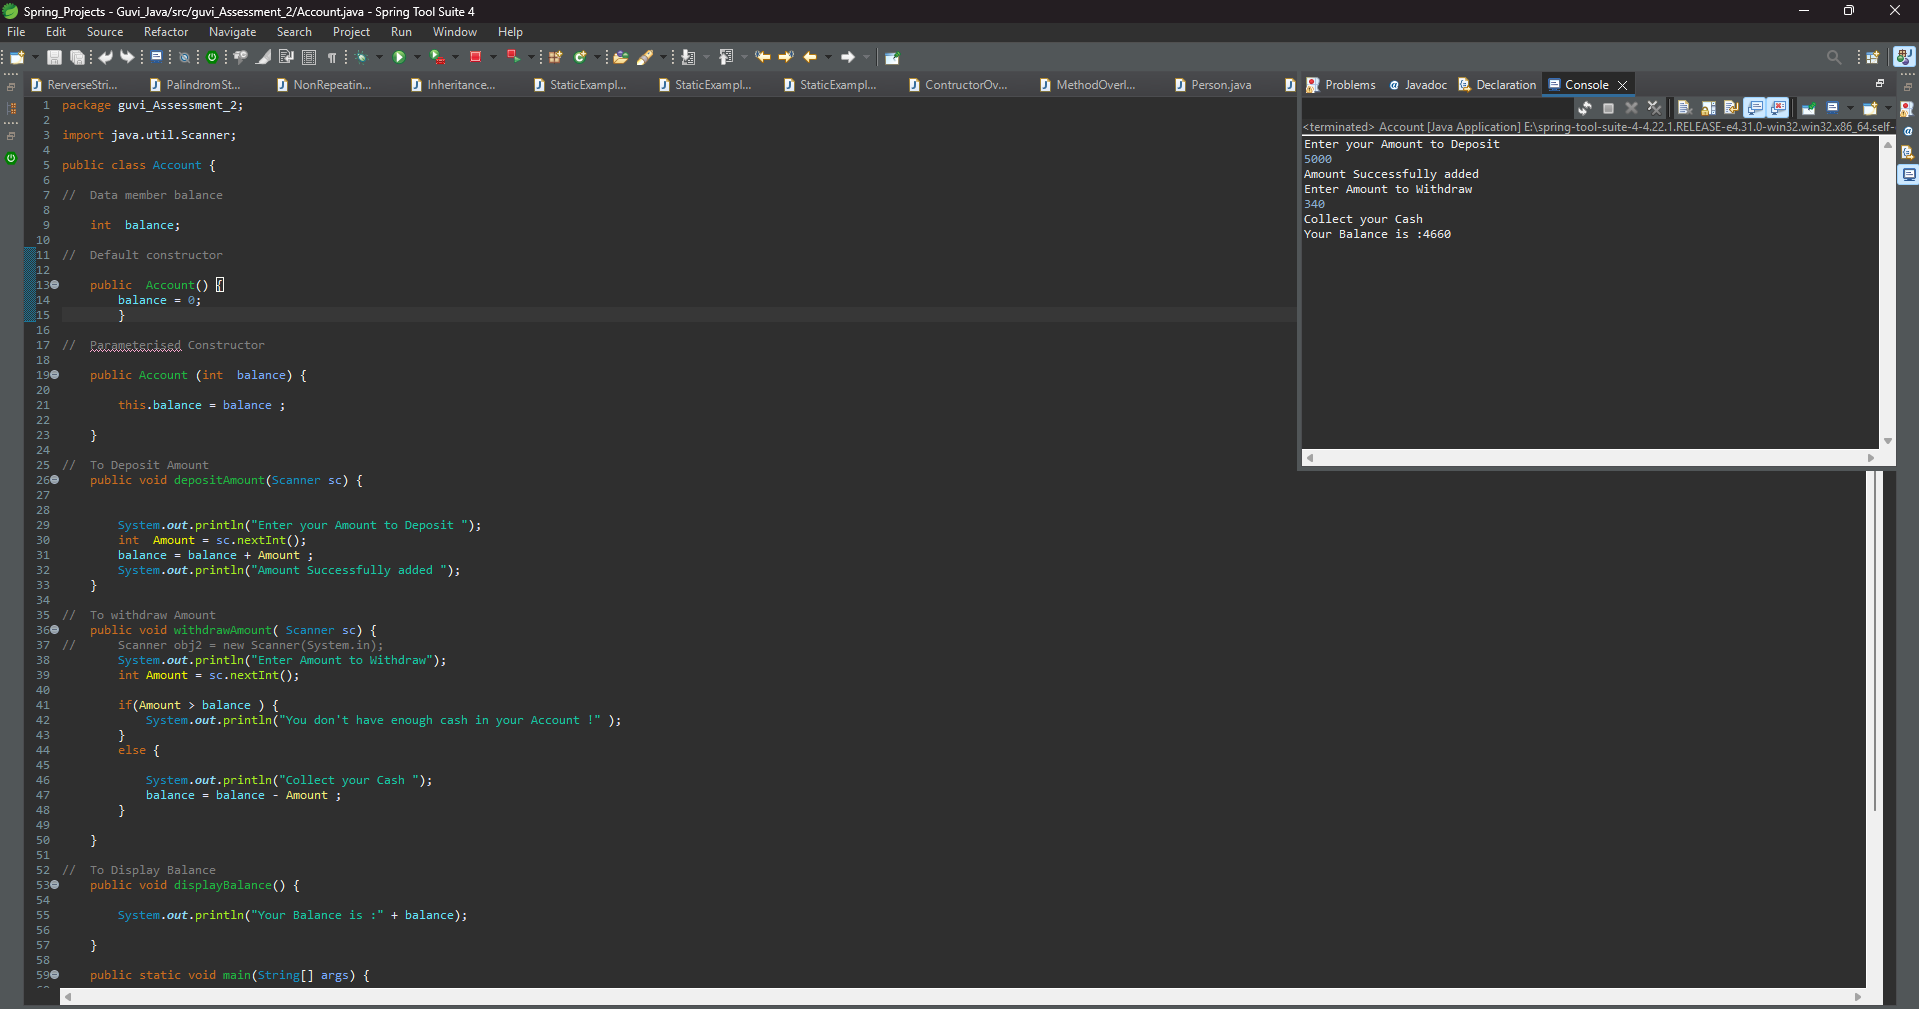 Spring_Projects - Guvi_Java/src/guvi_Assessment_2/Account.java - Spring Tool Suite 4
File Edit Source Refactor Navigate Search Project Run Window Help
RerverseStri... PalindromSt... NonRepeatin... Inheritance... StaticExampl... StaticExampl... StaticExampl... ContructorOv... MethodOverl... Person.java
Problems Javadoc Declaration Console
<terminated> Account [Java Application] E:\spring-tool-suite-4-4.22.1.RELEASE-e4.31.0-win32.win32.x86_64.self-
Enter your Amount to Deposit
5000
Amount Successfully added
Enter Amount to Withdraw
340
Collect your Cash
Your Balance is :4660
1 package guvi_Assessment_2;
2
3 import java.util.Scanner;
4
5 public class Account {
6
7 // Data member balance
8
9 int balance;
10
11 // Default constructor
12
13 public Account() {
14 balance = 0;
15 }
16
17 // Parameterised Constructor
18
19 public Account (int balance) {
20
21 this.balance = balance ;
22
23 }
24
25 // To Deposit Amount
26 public void depositAmount(Scanner sc) {
27
28
29 System.out.println("Enter your Amount to Deposit ");
30 int Amount = sc.nextInt();
31 balance = balance + Amount ;
32 System.out.println("Amount Successfully added ");
33 }
34
35 // To withdraw Amount
36 public void withdrawAmount( Scanner sc) {
37 // Scanner obj2 = new Scanner(System.in);
38 System.out.println("Enter Amount to Withdraw");
39 int Amount = sc.nextInt();
40
41 if(Amount > balance ) {
42 System.out.println("You don't have enough cash in your Account !" );
43 }
44 else {
45
46 System.out.println("Collect your Cash ");
47 balance = balance - Amount ;
48 }
49
50 }
51
52 // To Display Balance
53 public void displayBalance() {
54
55 System.out.println("Your Balance is :" + balance);
56
57 }
58
59 public static void main(String[] args) {